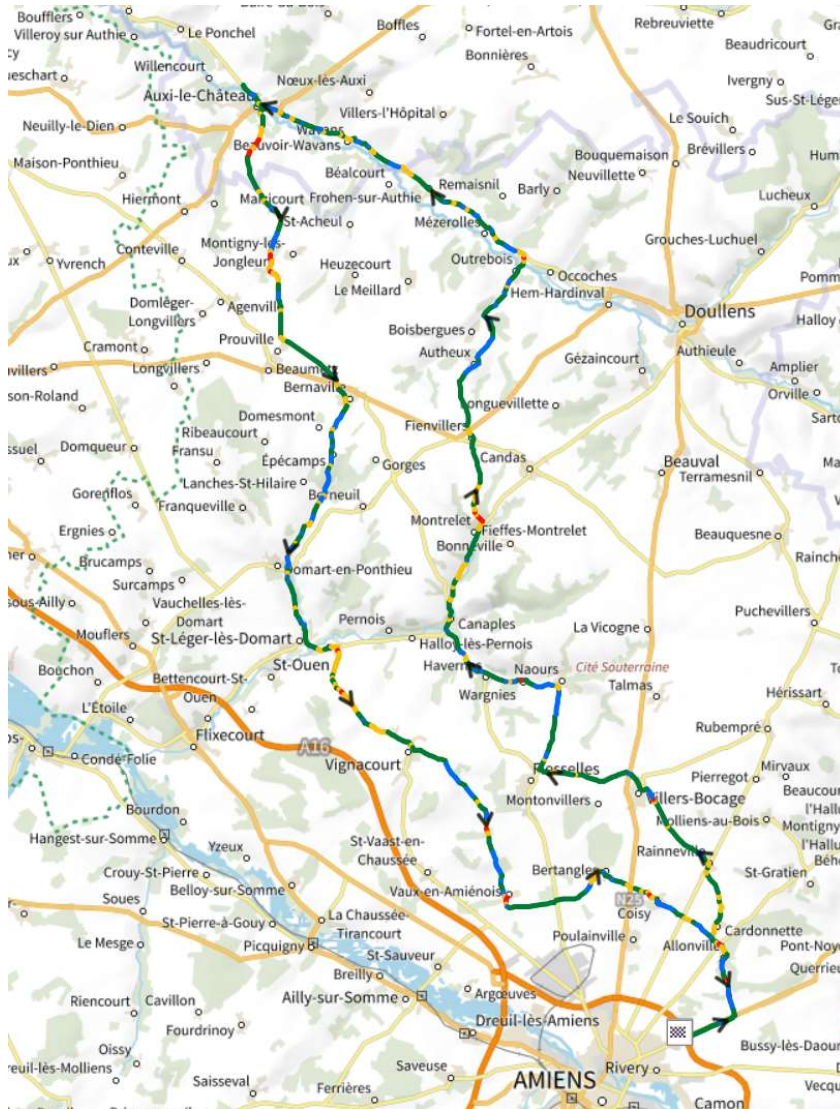 Boufflers
Villeroy sur Authie
Le Ponchel
Boffles
Fortel-en-Artois
Bonnières
Rebreuviette
Beaudricourt
Willencourt
Nœux-lès-Auxi
Ivergny
Auxi-le-Château
Villers-l'Hôpital
Sus-St-Lége
Neuilly-le-Dien
Le Souich
Wavans
Beauvoir-Wavans
Brévillers
Bouquemaison
Neuvillette
Maison-Ponthieu
Béalcourt
Remaisnil
Barly
Hiermont
Maizicourt
Frohen-sur-Authie
Lucheux
St-Acheul
Mézerolles
Montigny-les-
Jongleur
Grouches-Luchuel
Conteville
Yvrench
Heuzecourt
Outrebois
Occoches
Le Meillard
Hem-Hardinval
Domléger-
Longvillers
Agenville
Doullens
Halloy
Boisbergues
Prouville
Autheux
Cramont
Gézaincourt
Authieule
Longvillers
Beaumetz
Amplier
Bernaville
Orville
Longuevillette
Domesmont
Fienvillers
Ribeaucourt
Domqueur
Fransu
Épécamps
Gorges
Candas
Beauval
Terramesnil
Lanches-St-Hilaire
Gorenflos
Franqueville
Berneuil
Montrelet
Fieffes-Montrelet
Ergnies
Bonneville
Beauquesne
Brucamps
Domart-en-Ponthieu
Surcamps
Vauchelles-lès-
Domart
Pernois
Canaples
Puchevillers
Mouflers
St-Léger-lès-Domart
La Vicogne
Halloy-lès-Pernois
Bouchon
Bettencourt-St-
Ouen
St-Ouen
Havernas
Naours
Cité Souterraine
Wargnies
Talmas
Hérissart
L'Étoile
Flixecourt
Rubempré
A16
Condé-Folie
Vignacourt
Flesselles
Pierregot
Mirvaux
Villers-Bocage
Montonvillers
Molliens-au-Bois
Bourdon
Hangest-sur-Somme
Yzeux
St-Vaast-en-
Chaussée
Rainneville
Bertangles
St-Gratien
Crouy-St-Pierre
Belloy-sur-Somme
Vaux-en-Amiénois
Soues
N25
Coisy
La Chaussée-
Tirancourt
St-Pierre-à-Gouy
Cardonnette
Poulainville
Allonville
Le Mesge
Picquigny
St-Sauveur
Breilly
Riencourt
Cavillon
Ailly-sur-Somme
Argœuves
Fourdrinoy
Dreuil-lès-Amiens
Oissy
Bussy-lès-Daour
Saveuse
Rivery
Saisseval
Ferrières
AMIENS
Camon